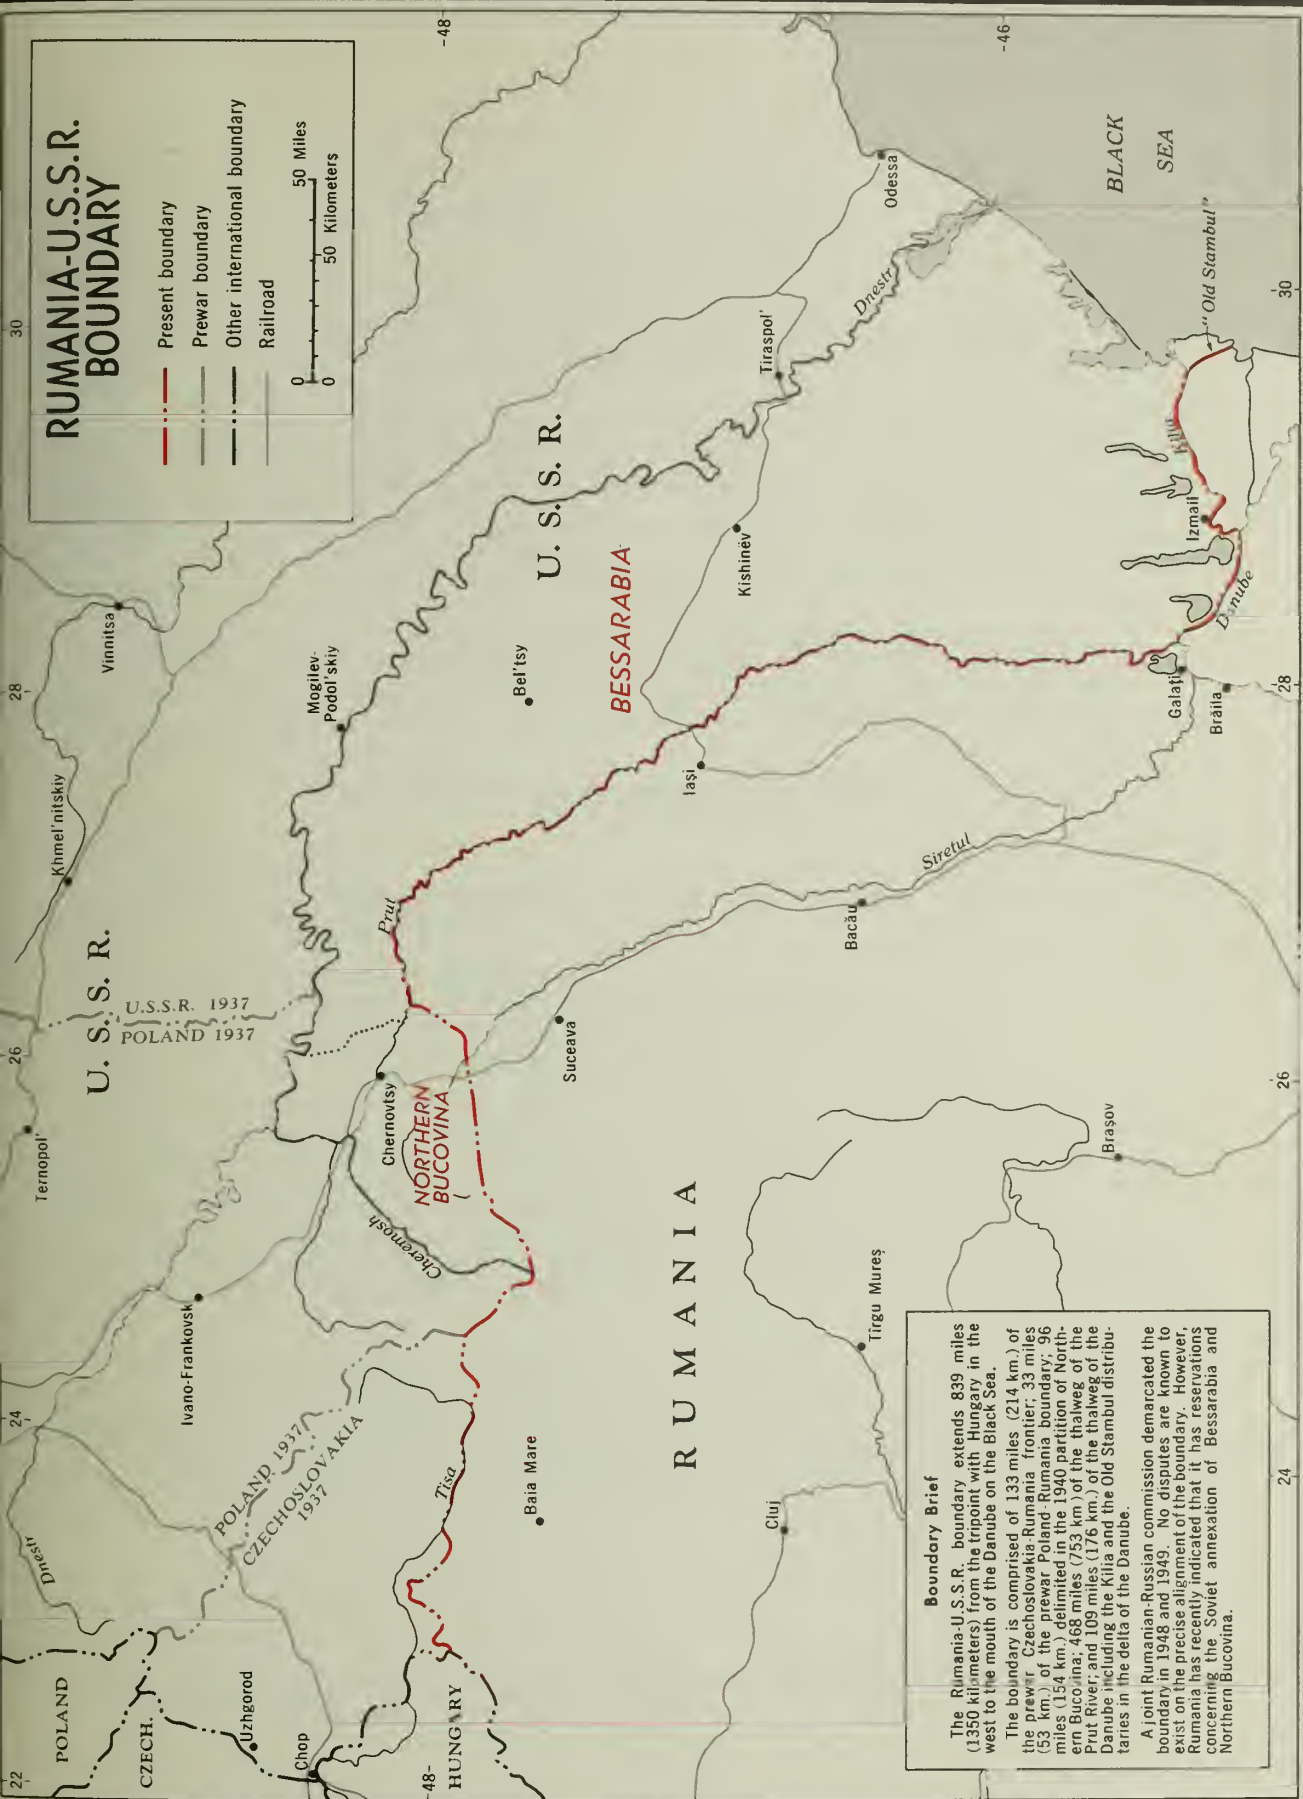 RUMANIA-U.S.S.R.
BOUNDARY
Present boundary
Prewar boundary
Other international boundary
Railroad
0 50 Miles
0 50 Kilometers
22
24
26
28
30
-48
-46
48-
24
26
28
30
POLAND
CZECH.
HUNGARY
Uzhgorod
Chop
Dnestr
POLAND 1937
CZECHOSLOVAKIA
1937
Ivano-Frankovsk
Ternopol'
U. S. S. R.
U.S.S.R. 1937
POLAND 1937
Khmel'nitskiy
Vinnitsa
Mogilev-
Podol'skiy
Tisa
Baia Mare
Cheremosh
Chernovtsy
NORTHERN
BUCOVINA
Prut
Suceava
Bel'tsy
U. S. S. R.
BESSARABIA
Iași
Kishinëv
Tiraspol'
Dnestr
Odessa
BLACK
SEA
RUMANIA
Cluj
Tîrgu Mureș
Brașov
Bacău
Siretul
Galați
Brăila
Danube
Izmail
Kilia
"Old Stambul"
Boundary Brief
The Rumania-U.S.S.R. boundary extends 839 miles
(1350 kilometers) from the tripoint with Hungary in the
west to the mouth of the Danube on the Black Sea.
The boundary is comprised of 133 miles (214 km.) of
the prewar Czechoslovakia-Rumania frontier; 33 miles
(53 km.) of the prewar Poland-Rumania boundary; 96
miles (154 km.) delimited in the 1940 partition of North-
ern Bucovina; 468 miles (753 km.) of the thalweg of the
Prut River; and 109 miles (176 km.) of the thalweg of the
Danube including the Kilia and the Old Stambul distribu-
taries in the delta of the Danube.
A joint Rumanian-Russian commission demarcated the
boundary in 1948 and 1949. No disputes are known to
exist on the precise alignment of the boundary. However,
Rumania has recently indicated that it has reservations
concerning the Soviet annexation of Bessarabia and
Northern Bucovina.